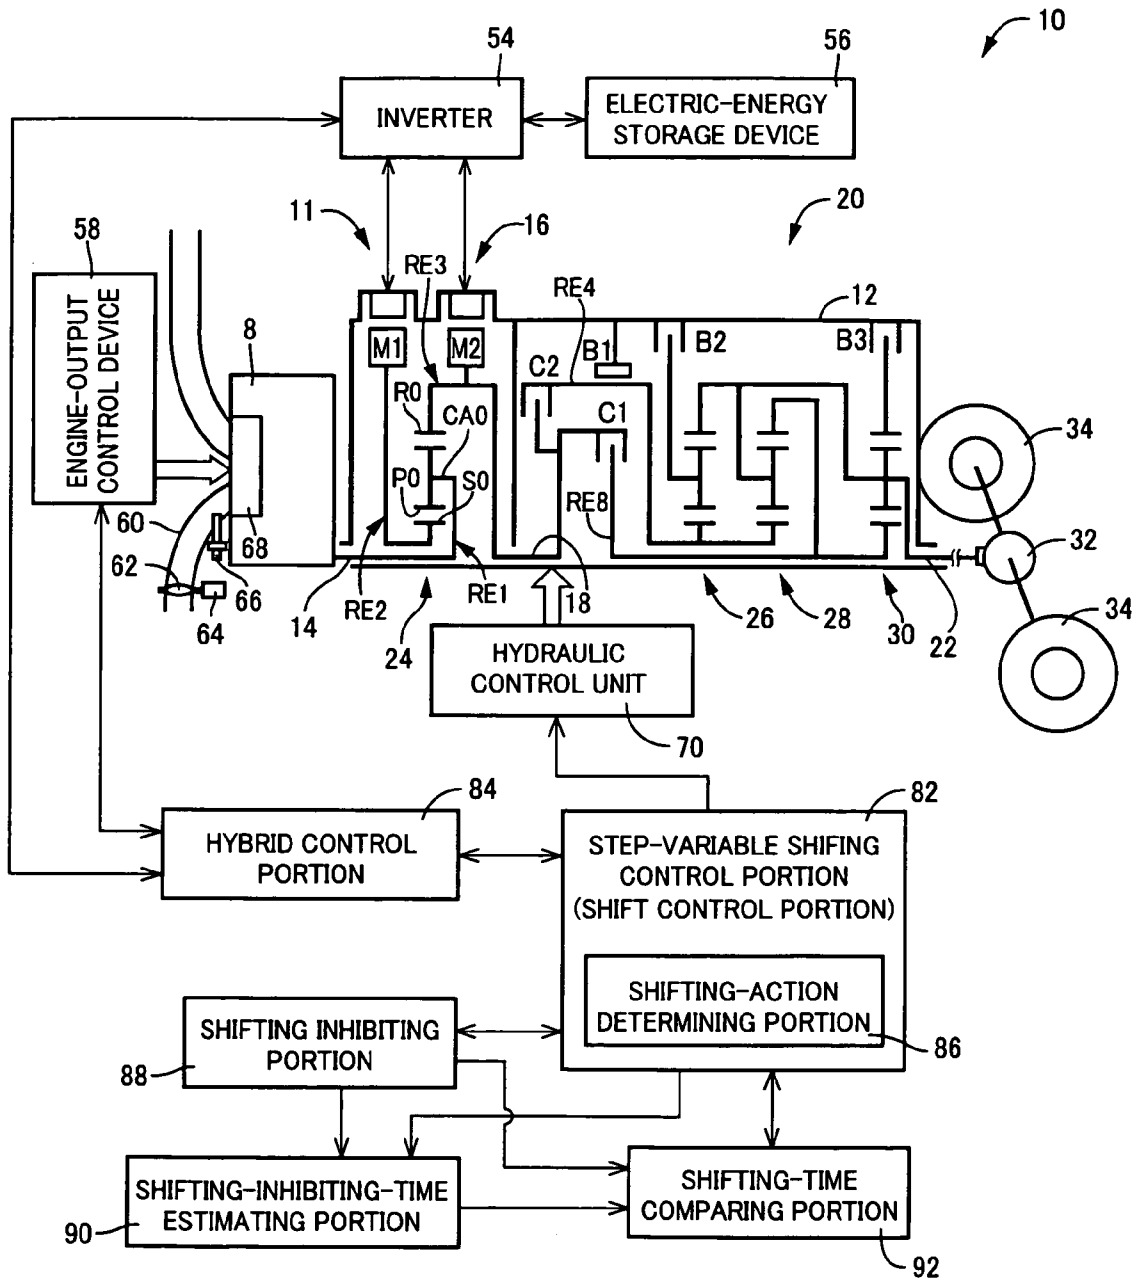 10
54
56
INVERTER
ELECTRIC-ENERGY
STORAGE DEVICE
11
16
20
58
RE3
RE4
12
ENGINE-OUTPUT
CONTROL DEVICE
8
M1
M2
B1
B2
B3
C2
R0
CA0
C1
34
P0
S0
RE8
60
68
32
62
66
RE2
RE1
18
64
14
24
26
28
30
22
34
HYDRAULIC
CONTROL UNIT
70
84
82
HYBRID CONTROL
PORTION
STEP-VARIABLE SHIFING
CONTROL PORTION
(SHIFT CONTROL PORTION)
SHIFTING-ACTION
DETERMINING PORTION
86
SHIFTING INHIBITING
PORTION
88
SHIFTING-INHIBITING-TIME
ESTIMATING PORTION
90
SHIFTING-TIME
COMPARING PORTION
92